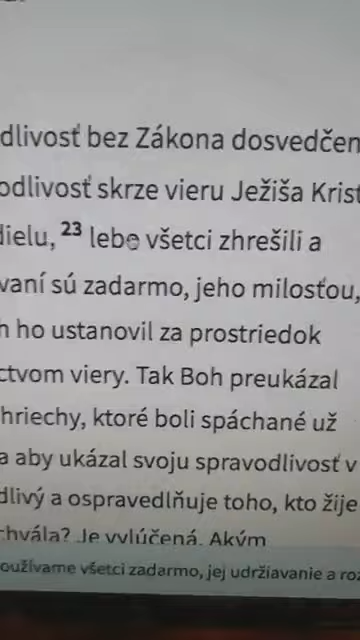 dlivosť bez Zákona dosvedčen
odlivosť skrze vieru Ježiša Krist
dielu, 23 lebo všetci zhrešili a
vaní sú zadarmo, jeho milosťou,
h ho ustanovil za prostriedok
ctvom viery. Tak Boh preukázal
hriechy, ktoré boli spáchané už
a aby ukázal svoju spravodlivosť v
dlivý a ospravedlňuje toho, kto žije
chvála? Je vylúčená. Akým
oužívame všetci zadarmo, jej udržiavanie a roz